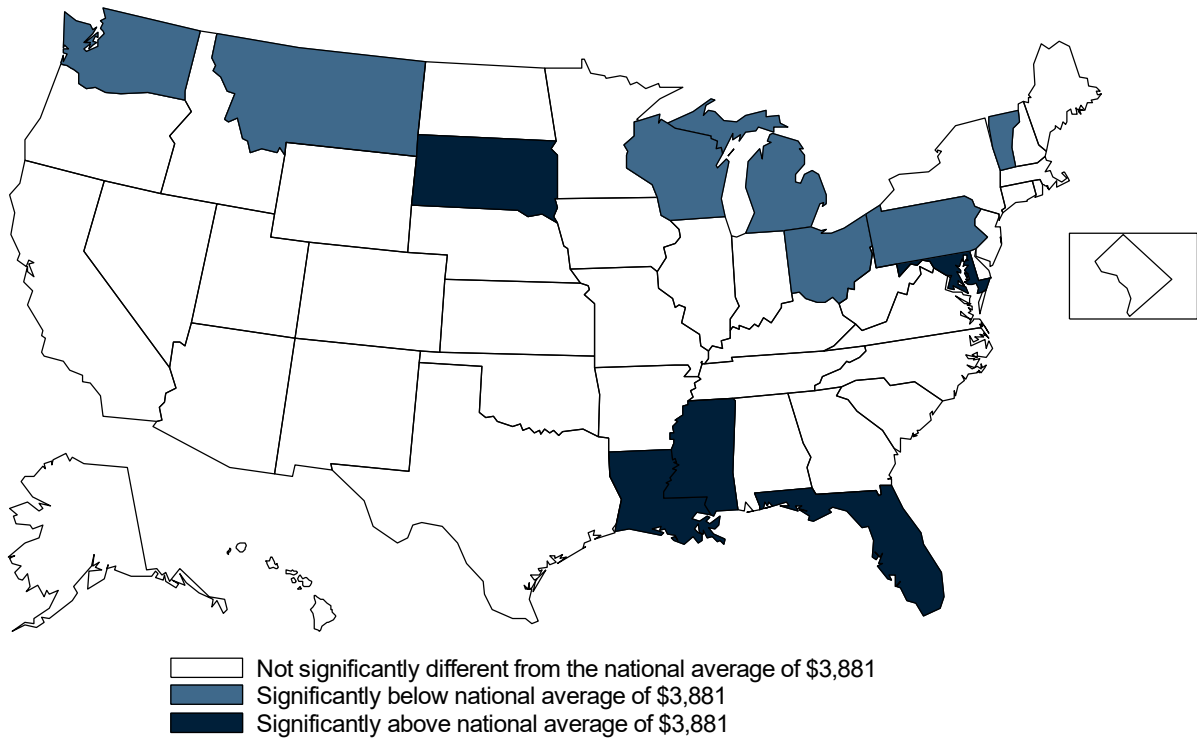 Not significantly different from the national average of $3,881
Significantly below national average of $3,881
Significantly above national average of $3,881